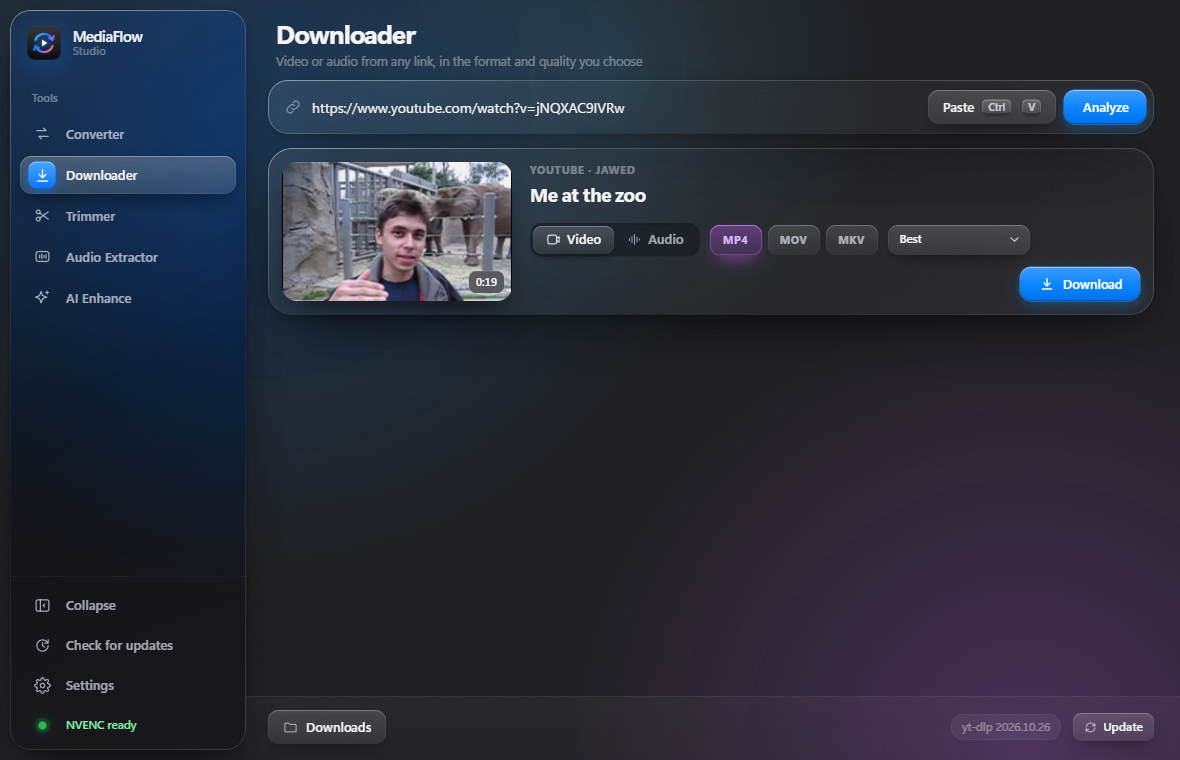 MediaFlow
Studio
Tools
Converter
Downloader
Trimmer
Audio Extractor
AI Enhance
Collapse
Check for updates
Settings
NVENC ready
Downloader
Video or audio from any link, in the format and quality you choose
https://www.youtube.com/watch?v=jNQXAC9IVRw
Paste Ctrl V
Analyze
0:19
YOUTUBE · JAWED
Me at the zoo
Video Audio MP4 MOV MKV Best
Download
Downloads
yt-dlp 2026.10.26
Update